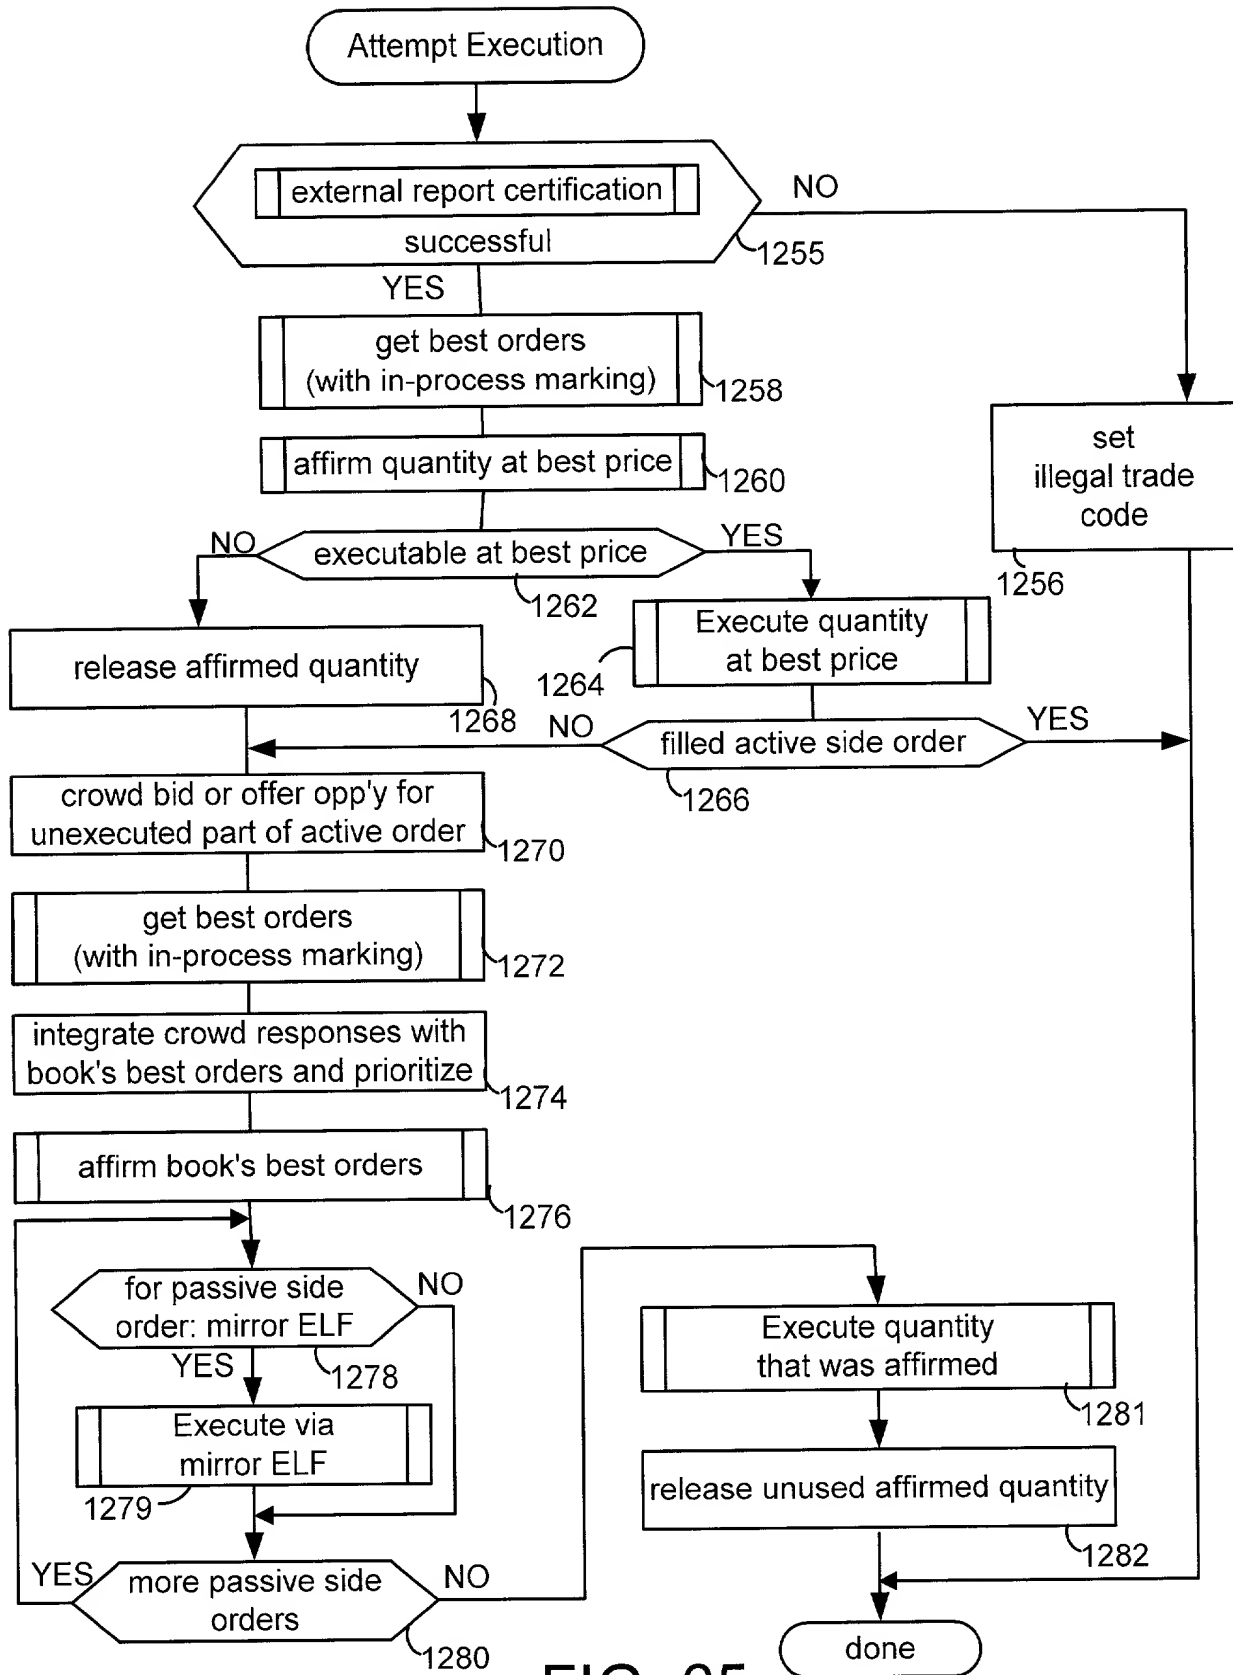 Attempt Execution
external report certification
successful
NO
1255
YES
get best orders
(with in-process marking)
1258
affirm quantity at best price
1260
set
illegal trade
code
1256
NO
executable at best price
YES
1262
Execute quantity
at best price
1264
release affirmed quantity
1268
NO
filled active side order
YES
1266
crowd bid or offer opp'y for
unexecuted part of active order
1270
get best orders
(with in-process marking)
1272
integrate crowd responses with
book's best orders and prioritize
1274
affirm book's best orders
1276
for passive side
order: mirror ELF
NO
YES
1278
Execute via
mirror ELF
1279
YES
more passive side
orders
NO
1280
Execute quantity
that was affirmed
1281
release unused affirmed quantity
1282
done